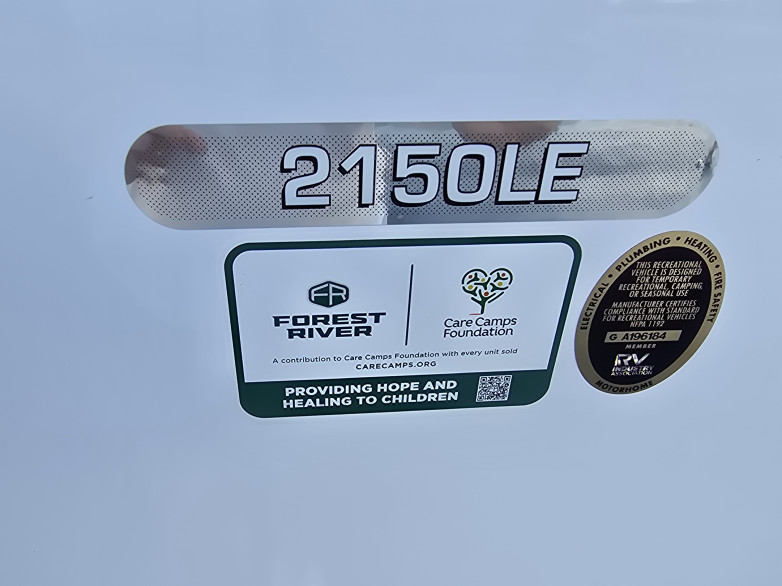 2150LE
FR
FOREST
RIVER
Care Camps
Foundation
A contribution to Care Camps Foundation with every unit sold
CARECAMPS.ORG
PROVIDING HOPE AND
HEALING TO CHILDREN
ELECTRICAL • PLUMBING • HEATING • FIRE SAFETY
THIS RECREATIONAL
VEHICLE IS DESIGNED
FOR TEMPORARY
RECREATIONAL, CAMPING,
OR SEASONAL USE
MANUFACTURER CERTIFIES
COMPLIANCE WITH STANDARD
FOR RECREATIONAL VEHICLES
NFPA 1192
G A196184
MEMBER
RV
INDUSTRY
ASSOCIATION
MOTORHOME